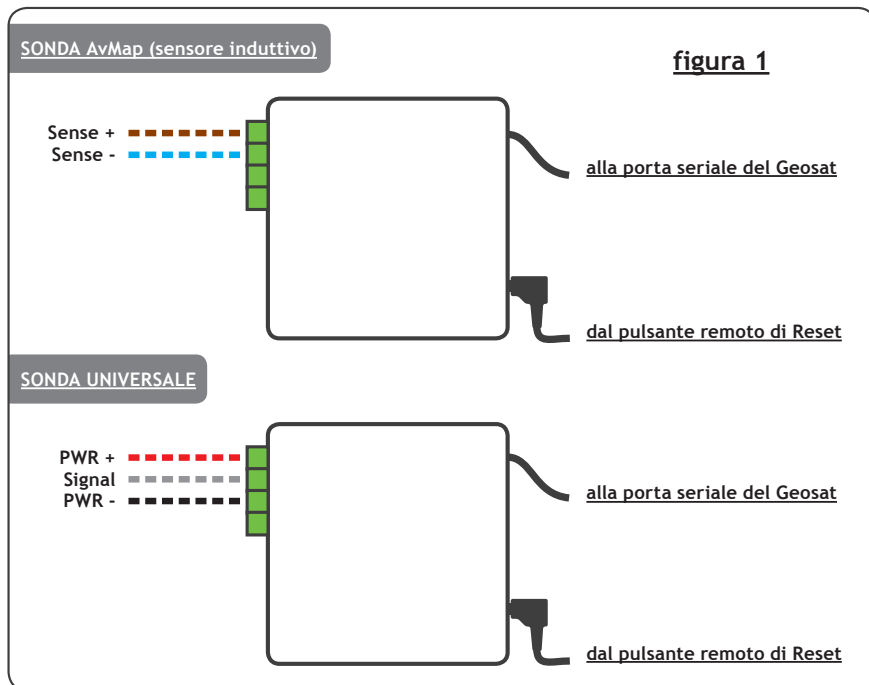 SONDA AvMap (sensore induttivo)
figura 1
Sense +
Sense -
alla porta seriale del Geosat
dal pulsante remoto di Reset
SONDA UNIVERSALE
PWR +
Signal
PWR -
alla porta seriale del Geosat
dal pulsante remoto di Reset